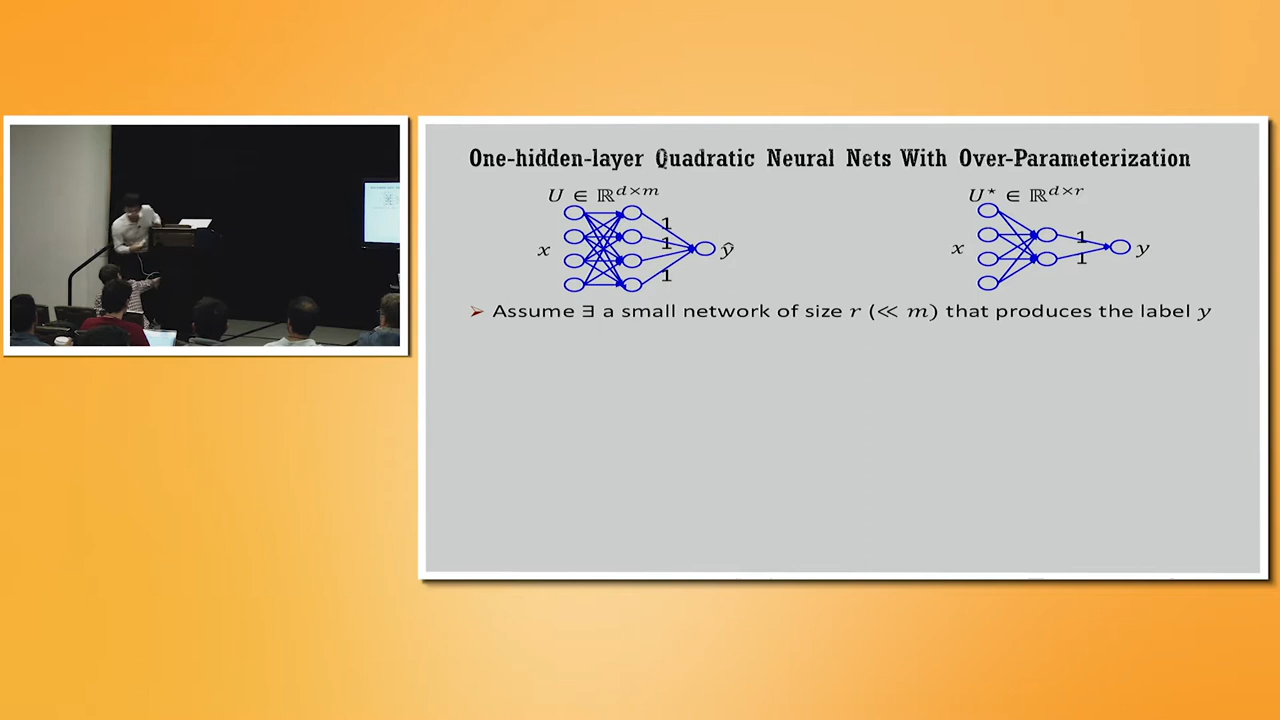 One-hidden-layer Quadratic Neural Nets With Over-Parameterization
U ∈ ℝ^{d×m}
U⋆ ∈ ℝ^{d×r}
x
1
1
1
ŷ
x
1
1
y
➢ Assume ∃ a small network of size r (≪ m) that produces the label y